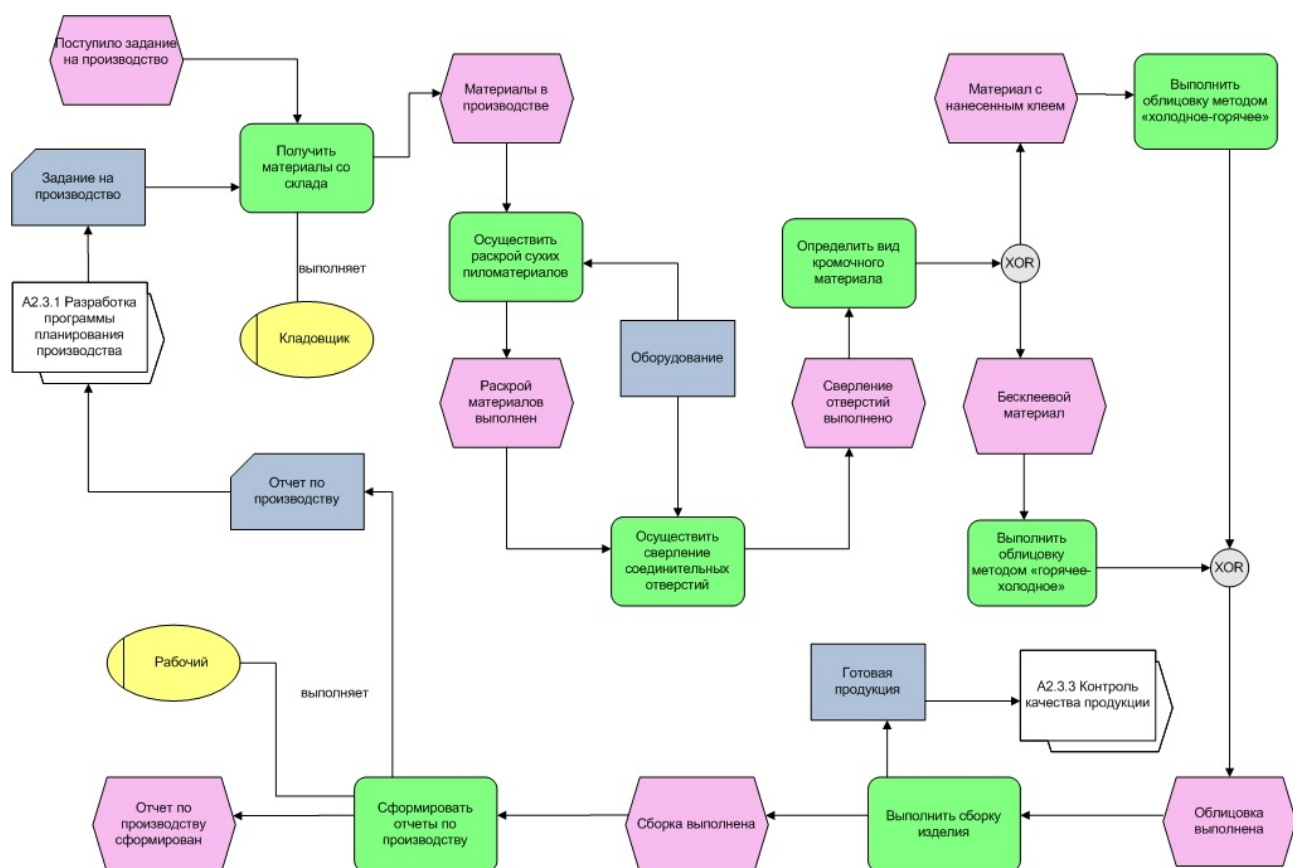 Поступило задание
на производство
Материалы в
производстве
Материал с
нанесенным клеем
Выполнить
облицовку методом
«холодное-горячее»
Получить
материалы со
склада
Задание на
производство
выполняет
Осуществить
раскрой сухих
пиломатериалов
Определить вид
кромочного
материала
XOR
А2.3.1 Разработка
программы
планирования
производства
Кладовщик
Оборудование
Раскрой
материалов
выполнен
Сверление
отверстий
выполнено
Бесклеевой
материал
Отчет по
производству
Осуществить
сверление
соединительных
отверстий
Выполнить
облицовку
методом «горячее-
холодное»
XOR
Рабочий
выполняет
Готовая
продукция
А2.3.3 Контроль
качества продукции
Отчет по
производству
сформирован
Сформировать
отчеты по
производству
Сборка выполнена
Выполнить сборку
изделия
Облицовка
выполнена